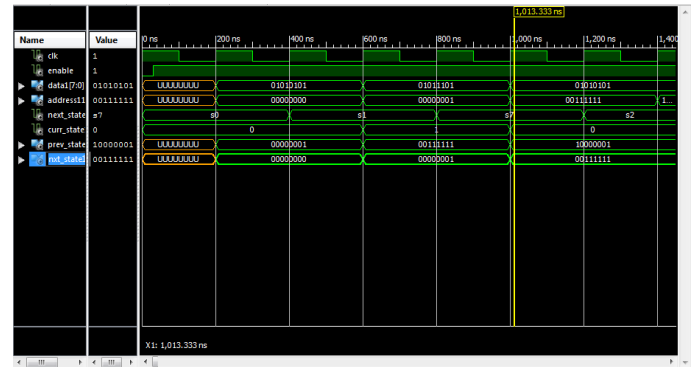 1,013.333 ns
Name Value 0 ns 200 ns 400 ns 600 ns 800 ns 1,000 ns 1,200 ns 1,400
clk 1
enable 1
data1[7:0] 01010101 UUUUUUUU 01010101 01011101 01010101
address11 00111111 UUUUUUUU 00000000 00000001 00111111 1...
next_state s7 s0 s1 s7 s2
curr_state 0 0 1 0
prev_state 10000001 UUUUUUUU 00000001 00111111 10000001
nxt_state1 00111111 UUUUUUUU 00000000 00000001 00111111
X1: 1,013.333 ns